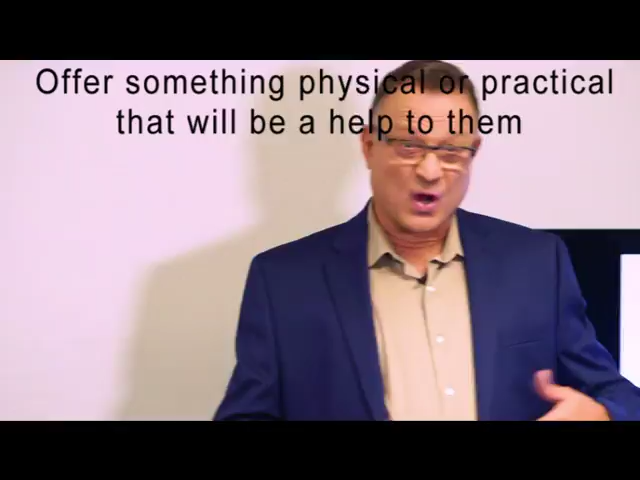 Offer something physical or practical
that will be a help to them